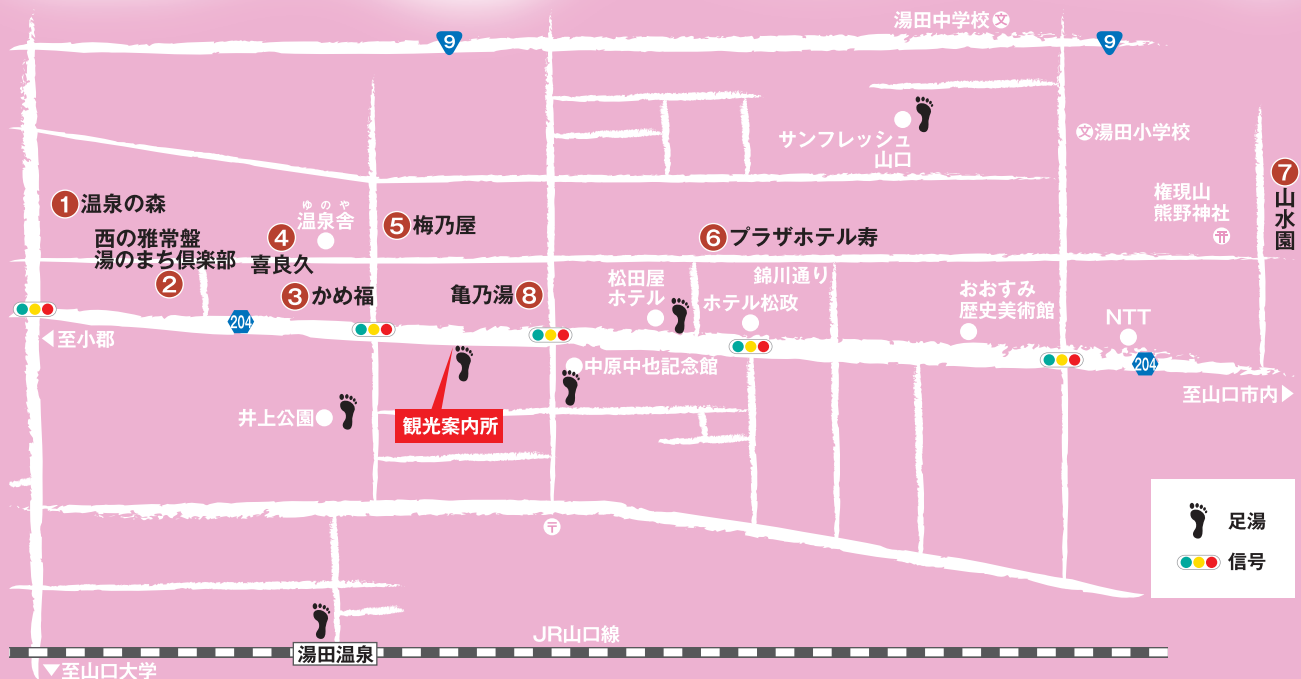 湯田中学校
文
9
9
サンフレッシュ
山口
文
湯田小学校
7
山水園
権現山
熊野神社
1
温泉の森
ゆのや
温泉舎
5
梅乃屋
6
プラザホテル寿
西の雅常盤
湯のまち倶楽部
2
4
喜良久
3
かめ福
亀乃湯
8
松田屋
ホテル
錦川通り
ホテル松政
おおすみ
歴史美術館
NTT
204
204
至小郡
中原中也記念館
至山口市内
井上公園
観光案内所
〒
足湯
信号
JR山口線
湯田温泉
至山口大学